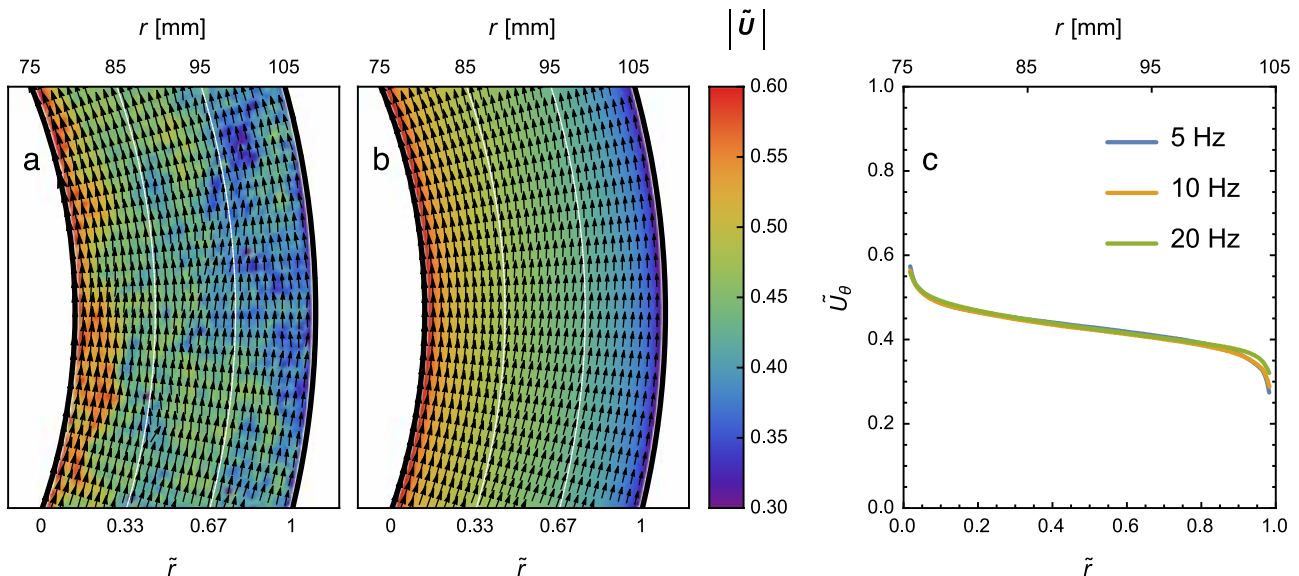 r [mm]
75 85 95 105
a
0 0.33 0.67 1
r̃
r [mm]
75 85 95 105
b
0 0.33 0.67 1
r̃
|Ũ|
0.60
0.55
0.50
0.45
0.40
0.35
0.30
r [mm]
75 85 95 105
c
5 Hz
10 Hz
20 Hz
Ũθ
1.0
0.8
0.6
0.4
0.2
0.0
0.0 0.2 0.4 0.6 0.8 1.0
r̃